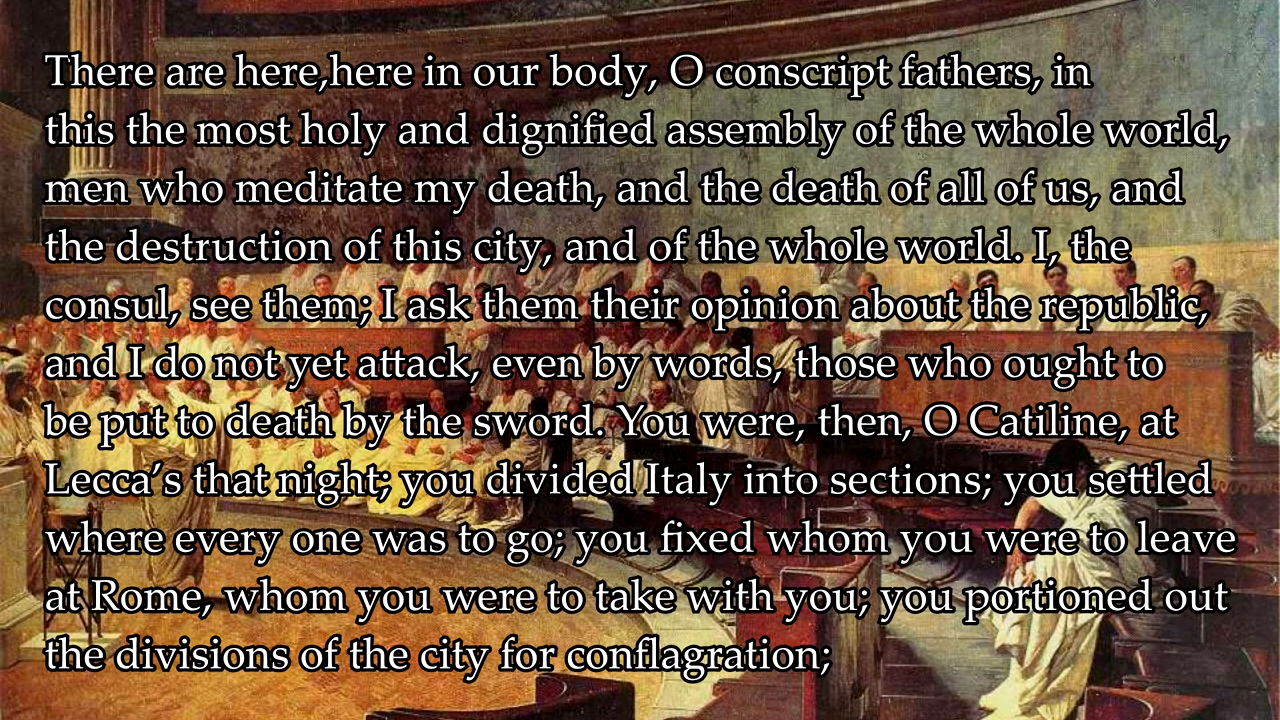 There are here,here in our body, O conscript fathers, in
this the most holy and dignified assembly of the whole world,
men who meditate my death, and the death of all of us, and
the destruction of this city, and of the whole world. I, the
consul, see them; I ask them their opinion about the republic,
and I do not yet attack, even by words, those who ought to
be put to death by the sword. You were, then, O Catiline, at
Lecca’s that night; you divided Italy into sections; you settled
where every one was to go; you fixed whom you were to leave
at Rome, whom you were to take with you; you portioned out
the divisions of the city for conflagration;